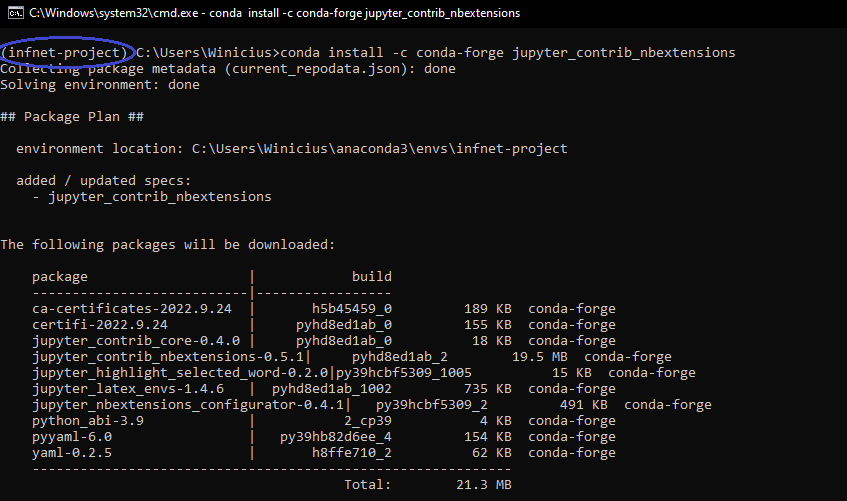 C:\Windows\system32\cmd.exe - conda install -c conda-forge jupyter_contrib_nbextensions
(infnet-project) C:\Users\Winicius>conda install -c conda-forge jupyter_contrib_nbextensions
Collecting package metadata (current_repodata.json): done
Solving environment: done
## Package Plan ##
environment location: C:\Users\Winicius\anaconda3\envs\infnet-project
added / updated specs:
- jupyter_contrib_nbextensions
The following packages will be downloaded:
package | build
---------------------------|-----------------
ca-certificates-2022.9.24 | h5b45459_0 189 KB conda-forge
certifi-2022.9.24 | pyhd8ed1ab_0 155 KB conda-forge
jupyter_contrib_core-0.4.0 | pyhd8ed1ab_0 18 KB conda-forge
jupyter_contrib_nbextensions-0.5.1| pyhd8ed1ab_2 19.5 MB conda-forge
jupyter_highlight_selected_word-0.2.0|py39hcbf5309_1005 15 KB conda-forge
jupyter_latex_envs-1.4.6 | pyhd8ed1ab_1002 735 KB conda-forge
jupyter_nbextensions_configurator-0.4.1| py39hcbf5309_2 491 KB conda-forge
python_abi-3.9 | 2_cp39 4 KB conda-forge
pyyaml-6.0 | py39hb82d6ee_4 154 KB conda-forge
yaml-0.2.5 | h8ffe710_2 62 KB conda-forge
------------------------------------------------------------
Total: 21.3 MB